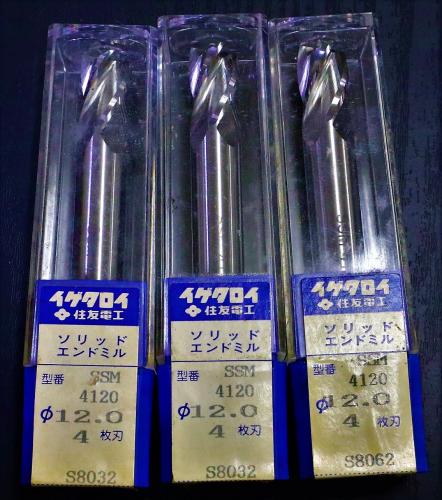 イゲタロイ
住友電工
ソリッド
エンドミル
型番 SSM
4120
φ12.0
4 枚刃
S8032
イゲタロイ
住友電工
ソリッド
エンドミル
型番 SSM
4120
φ12.0
4 枚刃
S8032
イゲタロイ
住友電工
ソリッド
エンドミル
型番 SSM
4120
φ12.0
4 枚刃
S8062